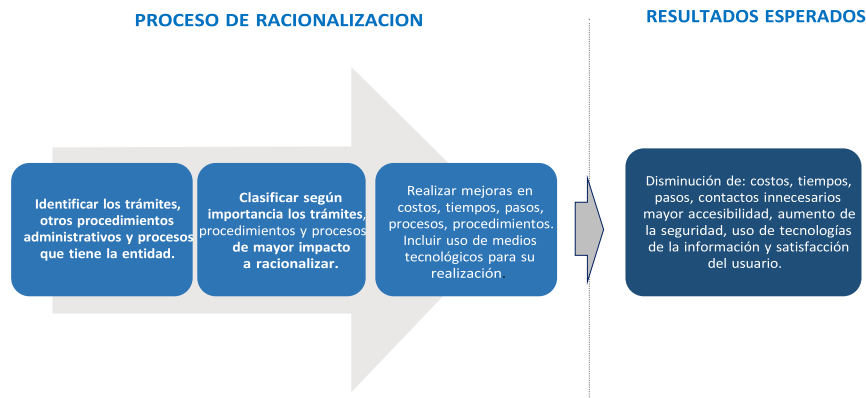 PROCESO DE RACIONALIZACION
RESULTADOS ESPERADOS
Identificar los trámites,
otros procedimientos
administrativos y procesos
que tiene la entidad.
Clasificar según
importancia los trámites,
procedimientos y procesos
de mayor impacto
a racionalizar.
Realizar mejoras en
costos, tiempos, pasos,
procesos, procedimientos.
Incluir uso de medios
tecnológicos para su
realización.
Disminución de: costos, tiempos,
pasos, contactos innecesarios
mayor accesibilidad, aumento de
la seguridad, uso de tecnologías
de la información y satisfacción
del usuario.